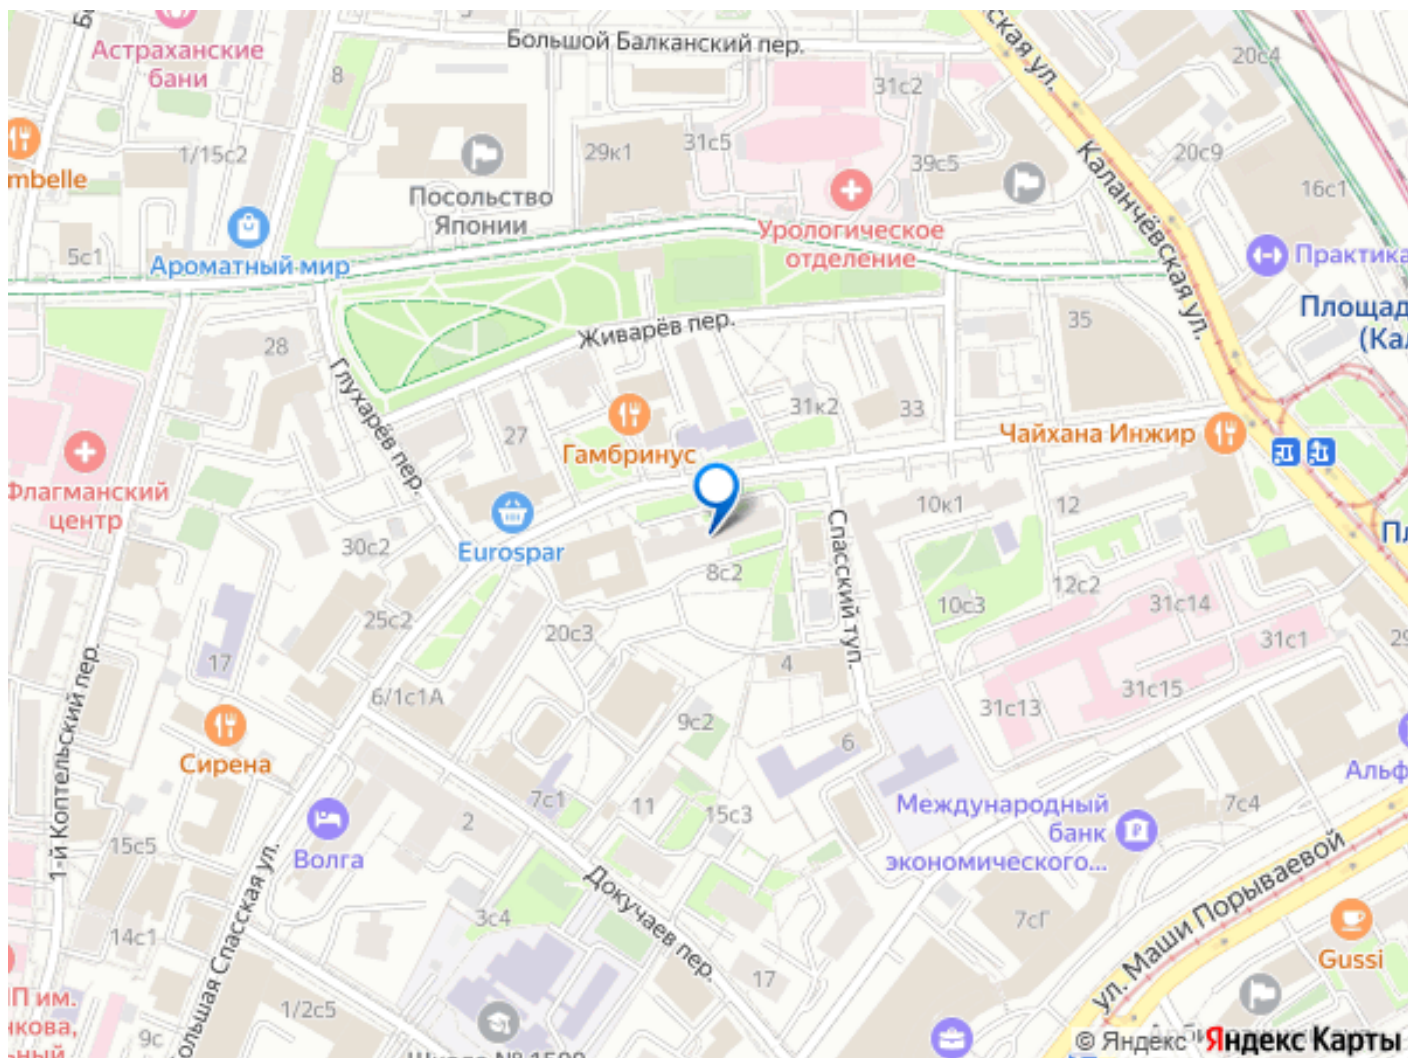 Большой Балканский пер.
Астраханские
бани
8
20с4
31с2
1/15с2
29к1
31с5
39с5
20с9
16с1
mbelle
Посольство
Японии
Каланчёвская ул.
ская ул.
Урологическое
отделение
5с1
Ароматный мир
Практика
Площад
(Ка
Живарёв пер.
35
28
Глухарёв пер.
31к2
33
27
Гамбринус
Чайхана Инжир
Флагманский
центр
10к1
12
Eurospar
30с2
Спасский туп.
8с2
12с2
10с3
31с14
25с2
20с3
31с1
29
17
4
6/1с1А
31с15
31с13
9с2
6
1-й Коптельский пер.
Сирена
Альф
7с1
11
15с3
Международный
банк
экономического...
7с4
2
15с5
Волга
ул. Маши Порываевой
Докучаев пер.
3с4
7сГ
14с1
Gussi
17
1/2с5
9с
© Яндекс
Яндекс Карты